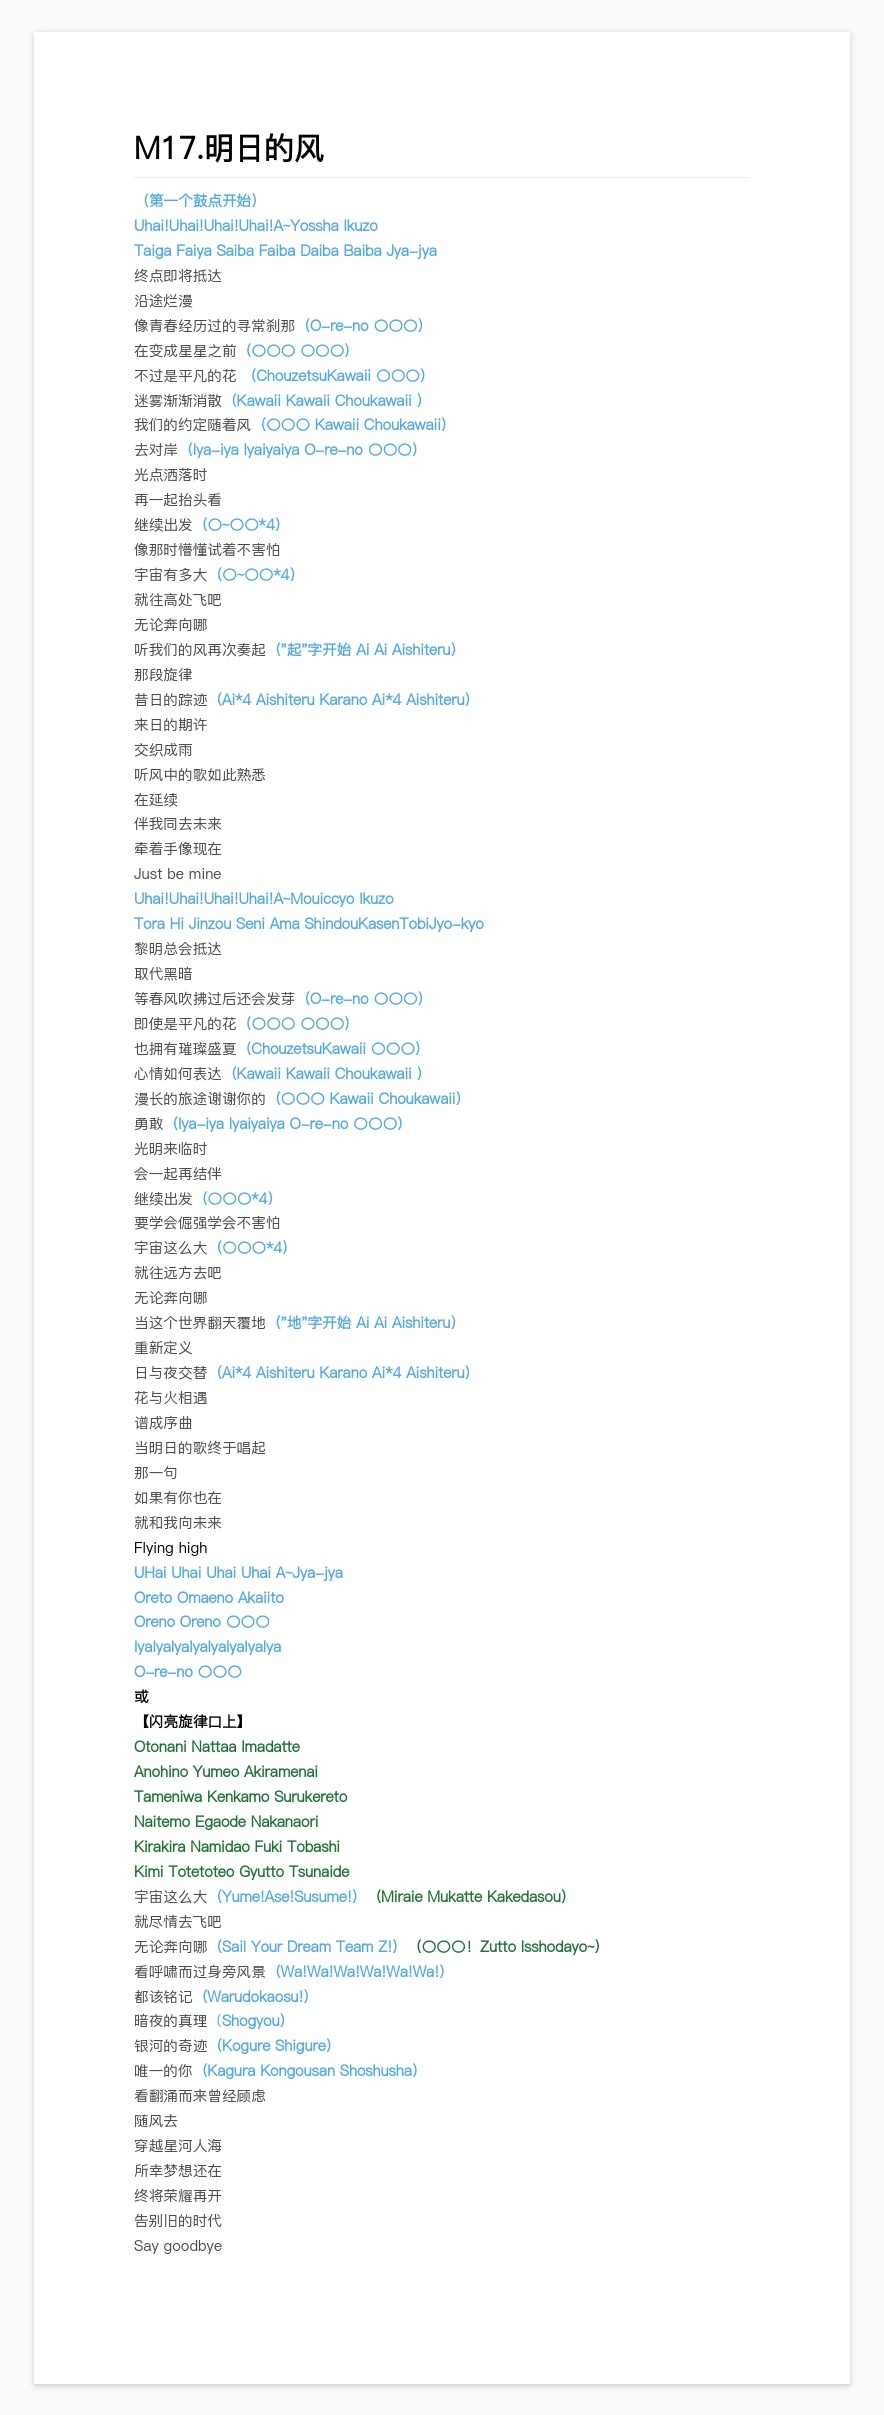 M17.明日的风
（第一个鼓点开始）
Uhai!Uhai!Uhai!Uhai!A~Yossha Ikuzo
Taiga Faiya Saiba Faiba Daiba Baiba Jya-jya
终点即将抵达
沿途烂漫
像青春经历过的寻常刹那（O-re-no 〇〇〇）
在变成星星之前（〇〇〇 〇〇〇）
不过是平凡的花 （ChouzetsuKawaii 〇〇〇）
迷雾渐渐消散（Kawaii Kawaii Choukawaii ）
我们的约定随着风（〇〇〇 Kawaii Choukawaii）
去对岸（Iya-iya Iyaiyaiya O-re-no 〇〇〇）
光点洒落时
再一起抬头看
继续出发（〇~〇〇*4）
像那时懵懂试着不害怕
宇宙有多大（〇~〇〇*4）
就往高处飞吧
无论奔向哪
听我们的风再次奏起（”起”字开始 Ai Ai Aishiteru）
那段旋律
昔日的踪迹（Ai*4 Aishiteru Karano Ai*4 Aishiteru）
来日的期许
交织成雨
听风中的歌如此熟悉
在延续
伴我同去未来
牵着手像现在
Just be mine
Uhai!Uhai!Uhai!Uhai!A~Mouiccyo Ikuzo
Tora Hi Jinzou Seni Ama ShindouKasenTobiJyo-kyo
黎明总会抵达
取代黑暗
等春风吹拂过后还会发芽（O-re-no 〇〇〇）
即使是平凡的花（〇〇〇 〇〇〇）
也拥有璀璨盛夏（ChouzetsuKawaii 〇〇〇）
心情如何表达（Kawaii Kawaii Choukawaii ）
漫长的旅途谢谢你的（〇〇〇 Kawaii Choukawaii）
勇敢（Iya-iya Iyaiyaiya O-re-no 〇〇〇）
光明来临时
会一起再结伴
继续出发（〇〇〇*4）
要学会倔强学会不害怕
宇宙这么大（〇〇〇*4）
就往远方去吧
无论奔向哪
当这个世界翻天覆地（”地”字开始 Ai Ai Aishiteru）
重新定义
日与夜交替（Ai*4 Aishiteru Karano Ai*4 Aishiteru）
花与火相遇
谱成序曲
当明日的歌终于唱起
那一句
如果有你也在
就和我向未来
Flying high
UHai Uhai Uhai Uhai A~Jya-jya
Oreto Omaeno Akaiito
Oreno Oreno 〇〇〇
IyaIyaIyaIyaIyaIyaIyaIya
O-re-no 〇〇〇
或
【闪亮旋律口上】
Otonani Nattaa Imadatte
Anohino Yumeo Akiramenai
Tameniwa Kenkamo Surukereto
Naitemo Egaode Nakanaori
Kirakira Namidao Fuki Tobashi
Kimi Totetoteo Gyutto Tsunaide
宇宙这么大（Yume!Ase!Susume!）（Miraie Mukatte Kakedasou）
就尽情去飞吧
无论奔向哪（Sail Your Dream Team Z!）（〇〇〇！Zutto Isshodayo~）
看呼啸而过身旁风景（Wa!Wa!Wa!Wa!Wa!Wa!）
都该铭记（Warudokaosu!）
暗夜的真理（Shogyou）
银河的奇迹（Kogure Shigure）
唯一的你（Kagura Kongousan Shoshusha）
看翻涌而来曾经顾虑
随风去
穿越星河人海
所幸梦想还在
终将荣耀再开
告别旧的时代
Say goodbye